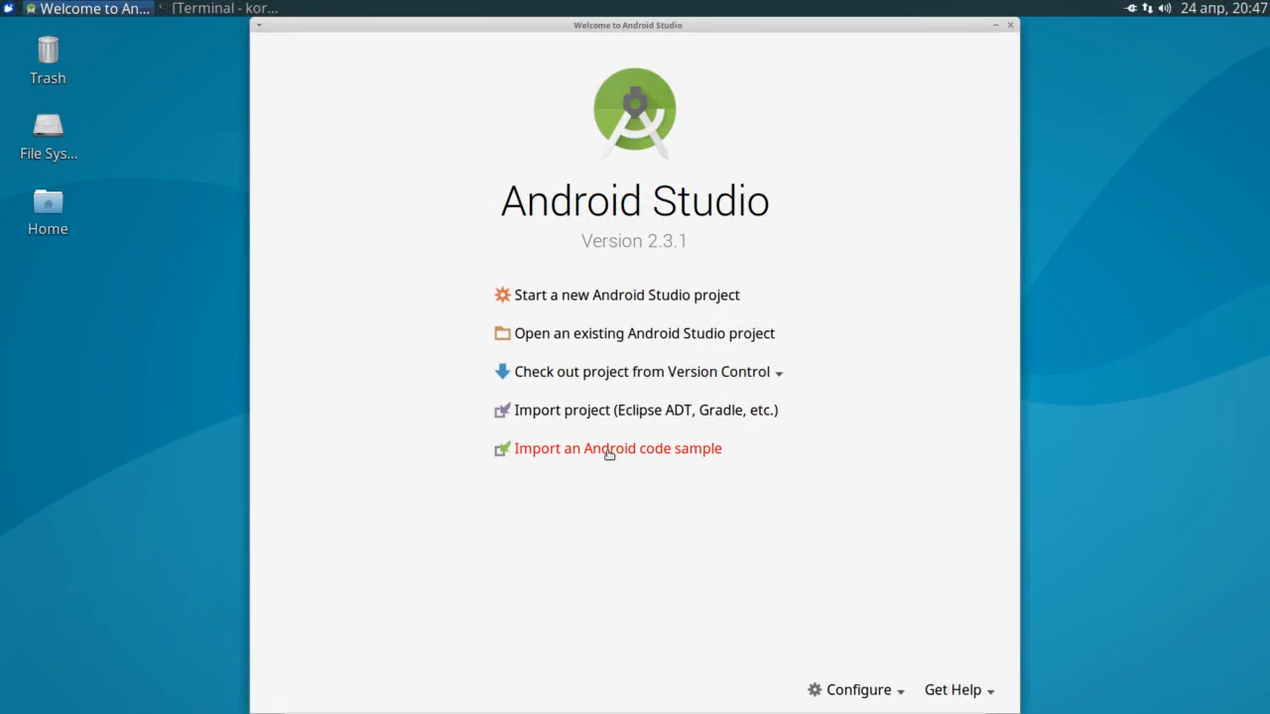 Welcome to An...
[Terminal - kor...
24 апр, 20:47
Welcome to Android Studio
Trash
File Sys...
Home
Android Studio
Version 2.3.1
Start a new Android Studio project
Open an existing Android Studio project
Check out project from Version Control
Import project (Eclipse ADT, Gradle, etc.)
Import an Android code sample
Configure
Get Help